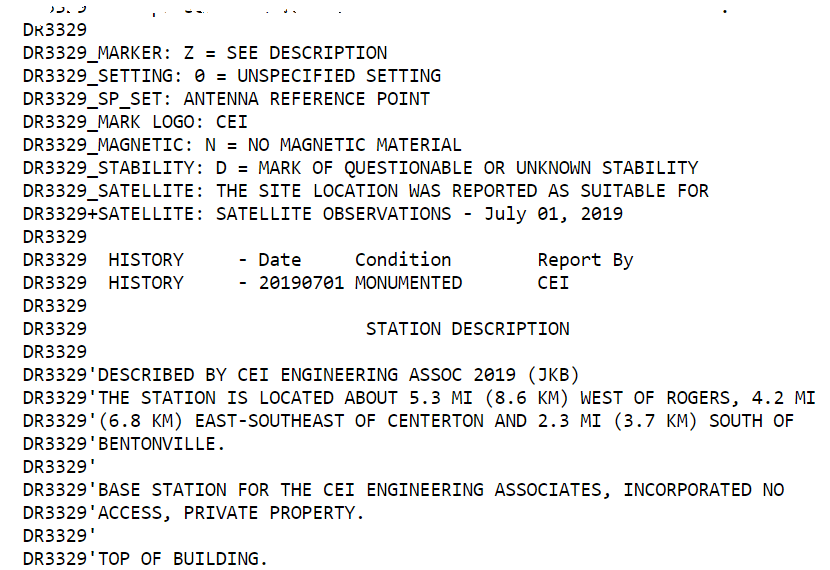 DR3329
DR3329_MARKER: Z = SEE DESCRIPTION
DR3329_SETTING: 0 = UNSPECIFIED SETTING
DR3329_SP_SET: ANTENNA REFERENCE POINT
DR3329_MARK LOGO: CEI
DR3329_MAGNETIC: N = NO MAGNETIC MATERIAL
DR3329_STABILITY: D = MARK OF QUESTIONABLE OR UNKNOWN STABILITY
DR3329_SATELLITE: THE SITE LOCATION WAS REPORTED AS SUITABLE FOR
DR3329+SATELLITE: SATELLITE OBSERVATIONS - July 01, 2019
DR3329
DR3329  HISTORY     - Date     Condition        Report By
DR3329  HISTORY     - 20190701 MONUMENTED       CEI
DR3329
DR3329                          STATION DESCRIPTION
DR3329
DR3329'DESCRIBED BY CEI ENGINEERING ASSOC 2019 (JKB)
DR3329'THE STATION IS LOCATED ABOUT 5.3 MI (8.6 KM) WEST OF ROGERS, 4.2 MI
DR3329'(6.8 KM) EAST-SOUTHEAST OF CENTERTON AND 2.3 MI (3.7 KM) SOUTH OF
DR3329'BENTONVILLE.
DR3329'
DR3329'BASE STATION FOR THE CEI ENGINEERING ASSOCIATES, INCORPORATED NO
DR3329'ACCESS, PRIVATE PROPERTY.
DR3329'
DR3329'TOP OF BUILDING.